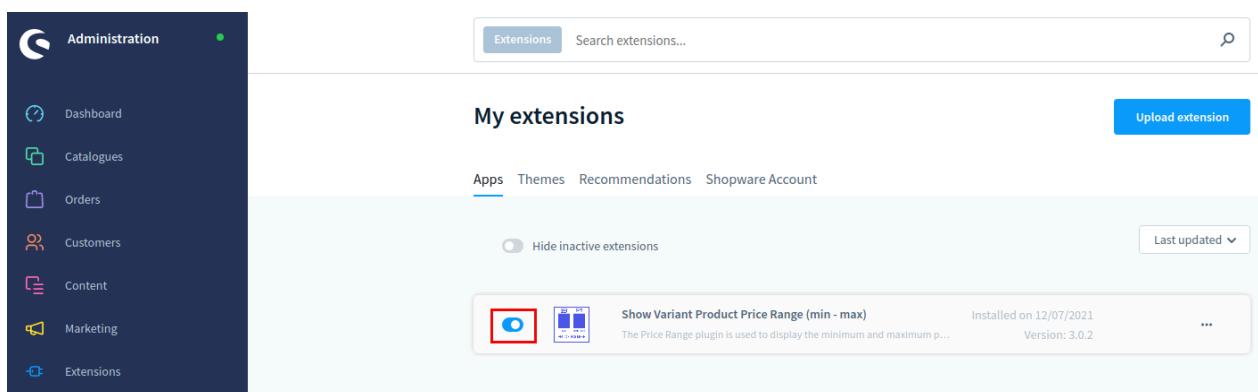 Administration
Extensions Search extensions...
Dashboard
Catalogues
Orders
Customers
Content
Marketing
Extensions
My extensions
Upload extension
Apps Themes Recommendations Shopware Account
Hide inactive extensions
Last updated
Show Variant Product Price Range (min - max)
The Price Range plugin is used to display the minimum and maximum p...
Installed on 12/07/2021
Version: 3.0.2